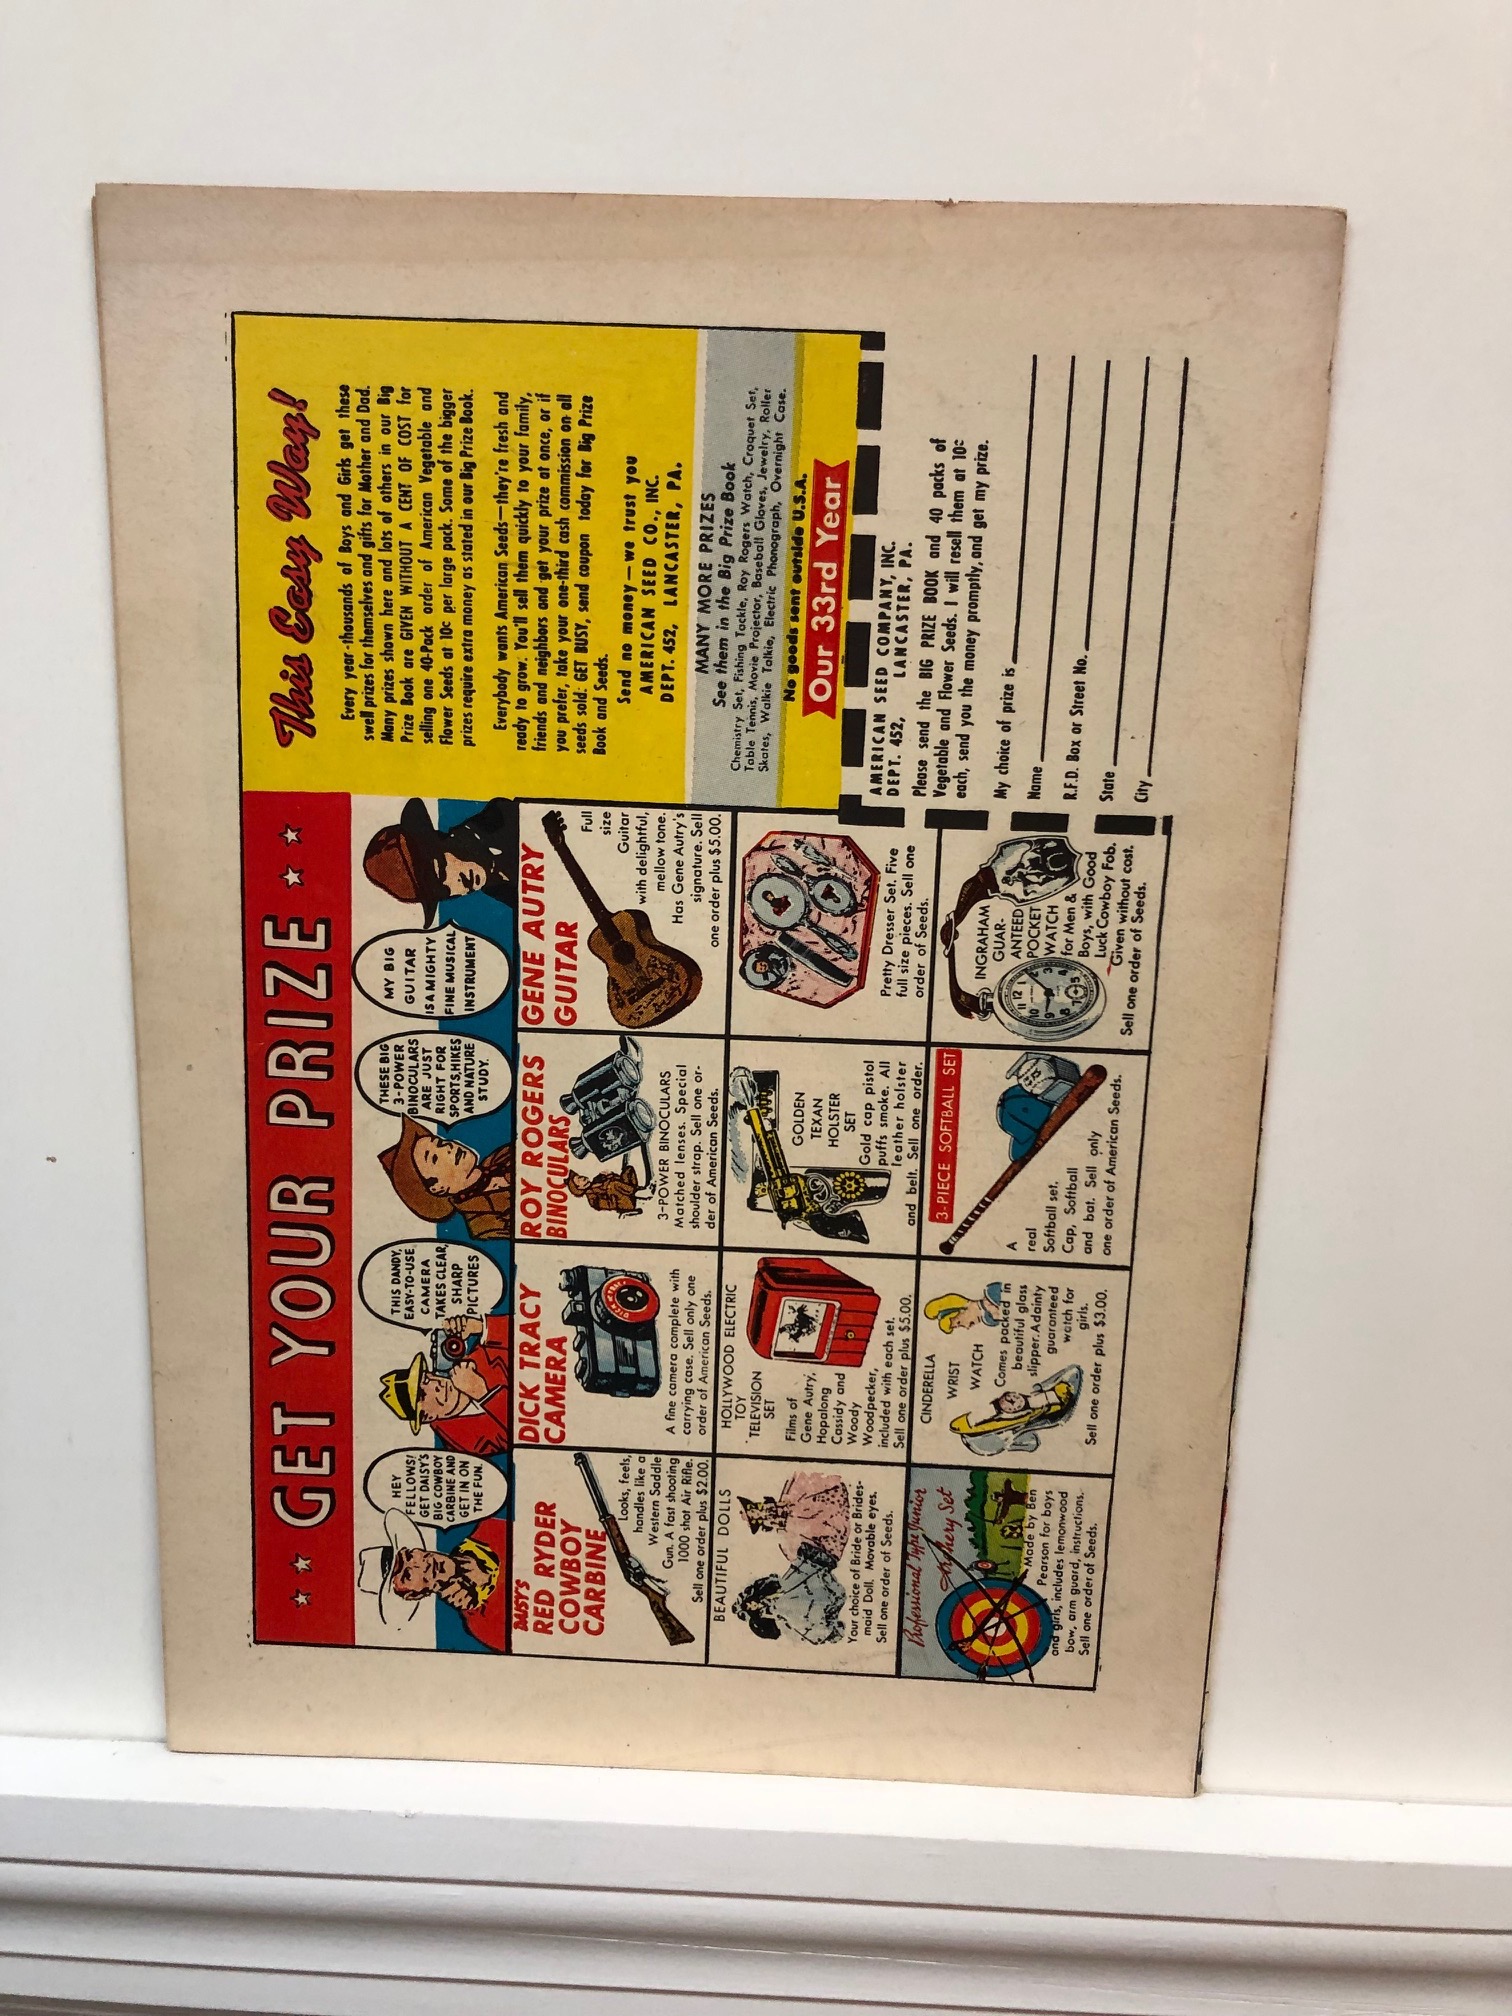 GET YOUR PRIZE
This Easy Way!
HEY
FELLOWS!
GET DAISY'S
BIG COWBOY
CARBINE AND
GET IN ON
THE FUN.
THIS DANDY,
EASY-TO-USE
CAMERA
TAKES CLEAR,
SHARP
PICTURES
THESE BIG
3-POWER
BINOCULARS
ARE JUST
RIGHT FOR
SPORTS, HIKES
AND NATURE
STUDY.
MY BIG
GUITAR
IS A MIGHTY
FINE MUSICAL
INSTRUMENT
DAISY'S
RED RYDER
COWBOY
CARBINE
Looks, feels,
handles like a
Western Saddle
Gun. A fast shooting
1000 shot Air Rifle.
Sell one order plus $2.00.
DICK TRACY
CAMERA
A fine camera complete with
carrying case. Sell only one
order of American Seeds.
ROY ROGERS
BINOCULARS
3-POWER BINOCULARS
Matched lenses. Special
shoulder strap. Sell one or-
der of American Seeds.
GENE AUTRY
GUITAR
Full
size
Guitar
with delightful,
mellow tone.
Has Gene Autry's
signature. Sell
one order plus $5.00.
BEAUTIFUL DOLLS
Your choice of Bride or Brides-
maid Doll. Movable eyes.
Sell one order of Seeds.
HOLLYWOOD ELECTRIC
TOY
TELEVISION
SET
Films of
Gene Autry,
Hopalong
Cassidy and
Woody
Woodpecker,
included with each set.
Sell one order plus $5.00.
GOLDEN
TEXAN
HOLSTER
SET
Gold cap pistol
puffs smoke. All
leather holster
and belt. Sell one order.
Pretty Dresser Set. Five
full size pieces. Sell one
order of Seeds.
Professional Type Junior
Archery Set
Made by Ben
Pearson for boys
and girls, includes lemonwood
bow, arm guard, instructions.
Sell one order of Seeds.
CINDERELLA
WRIST
WATCH
Comes packed in
beautiful glass
slipper. A dainty
guaranteed
watch for
girls.
Sell one order plus $3.00.
3-PIECE SOFTBALL SET
A
real
Softball set.
Cap, Softball
and bat. Sell only
one order of American Seeds.
INGRAHAM
GUAR-
ANTEED
POCKET
WATCH
for Men &
Boys, with Good
Luck Cowboy Fob.
Given without cost.
Sell one order of Seeds.
Every year-thousands of Boys and Girls get these
swell prizes for themselves and gifts for Mother and Dad.
Many prizes shown here and lots of others in our Big
Prize Book are GIVEN WITHOUT A CENT OF COST for
selling one 40-Pack order of American Vegetable and
Flower Seeds at 10c per large pack. Some of the bigger
prizes require extra money as stated in our Big Prize Book.
Everybody wants American Seeds—they're fresh and
ready to grow. You'll sell them quickly to your family,
friends and neighbors and get your prize at once, or if
you prefer, take your one-third cash commission on all
seeds sold. GET BUSY, send coupon today for Big Prize
Book and Seeds.
Send no money—we trust you
AMERICAN SEED CO., INC.
DEPT. 452, LANCASTER, PA.
MANY MORE PRIZES
See them in the Big Prize Book
Chemistry Set, Fishing Tackle, Roy Rogers Watch, Croquet Set,
Table Tennis, Movie Projector, Baseball Gloves, Jewelry, Roller
Skates, Walkie Talkie, Electric Phonograph, Overnight Case.
No goods sent outside U.S.A.
Our 33rd Year
AMERICAN SEED COMPANY, INC.
DEPT. 452, LANCASTER, PA.
Please send the BIG PRIZE BOOK and 40 packs of
Vegetable and Flower Seeds. I will resell them at 10c
each, send you the money promptly, and get my prize.
My choice of prize is
Name
R.F.D. Box or Street No.
State
City